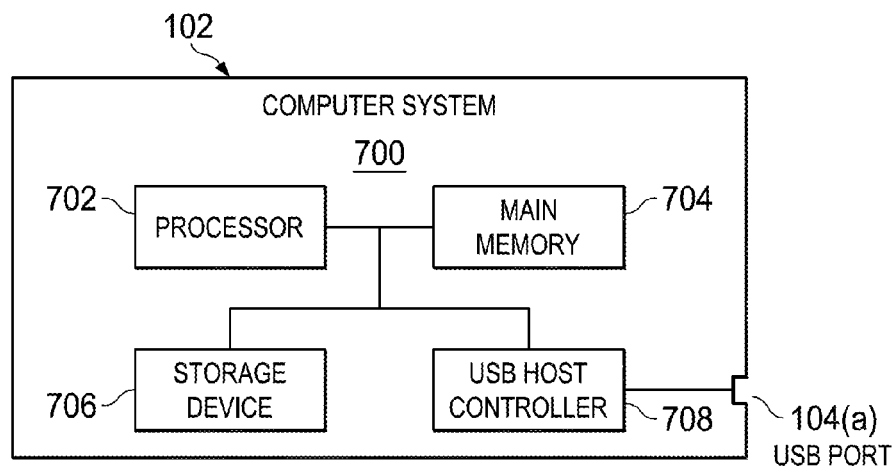 102
COMPUTER SYSTEM
700
702
PROCESSOR
MAIN
MEMORY
704
706
STORAGE
DEVICE
USB HOST
CONTROLLER
708
104(a)
USB PORT